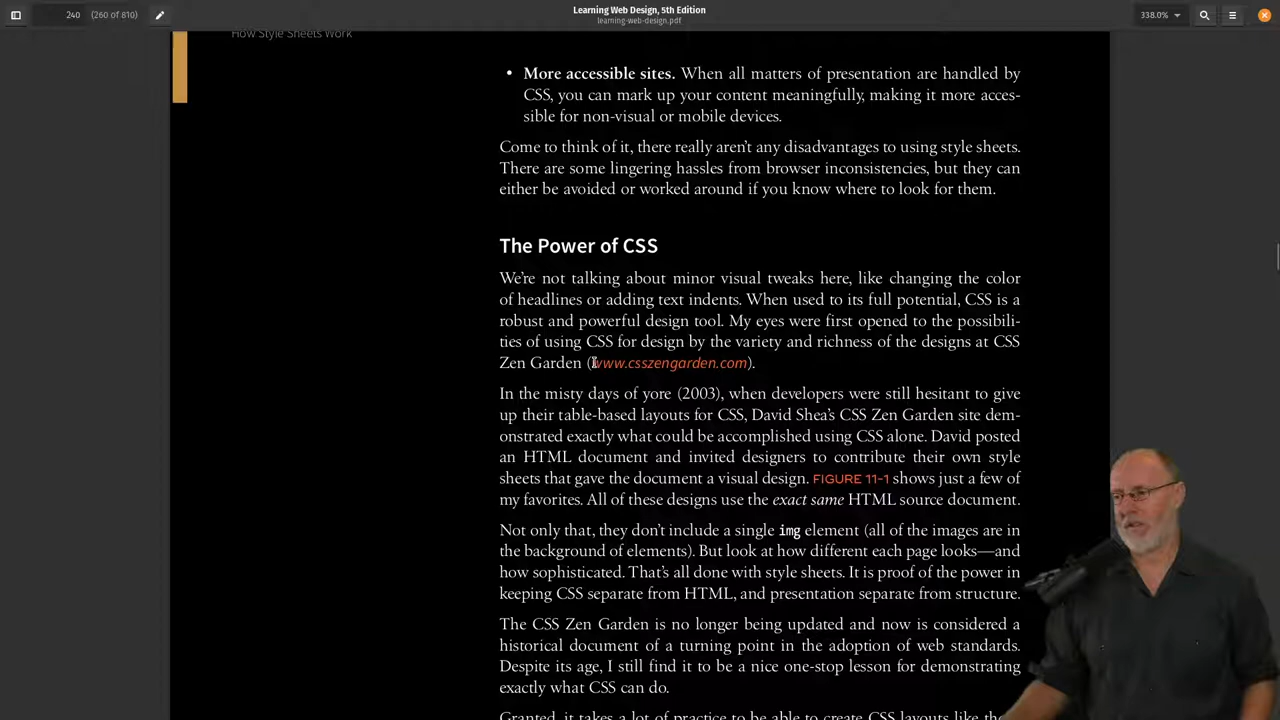 240
(260 of 810)
Learning Web Design, 5th Edition
learning-web-design.pdf
338.0%
How Style Sheets Work
• More accessible sites. When all matters of presentation are handled by
CSS, you can mark up your content meaningfully, making it more acces-
sible for non-visual or mobile devices.
Come to think of it, there really aren't any disadvantages to using style sheets.
There are some lingering hassles from browser inconsistencies, but they can
either be avoided or worked around if you know where to look for them.
The Power of CSS
We're not talking about minor visual tweaks here, like changing the color
of headlines or adding text indents. When used to its full potential, CSS is a
robust and powerful design tool. My eyes were first opened to the possibili-
ties of using CSS for design by the variety and richness of the designs at CSS
Zen Garden (www.csszengarden.com).
In the misty days of yore (2003), when developers were still hesitant to give
up their table-based layouts for CSS, David Shea's CSS Zen Garden site dem-
onstrated exactly what could be accomplished using CSS alone. David posted
an HTML document and invited designers to contribute their own style
sheets that gave the document a visual design. FIGURE 11-1 shows just a few of
my favorites. All of these designs use the exact same HTML source document.
Not only that, they don't include a single img element (all of the images are in
the background of elements). But look at how different each page looks—and
how sophisticated. That's all done with style sheets. It is proof of the power in
keeping CSS separate from HTML, and presentation separate from structure.
The CSS Zen Garden is no longer being updated and now is considered a
historical document of a turning point in the adoption of web standards.
Despite its age, I still find it to be a nice one-stop lesson for demonstrating
exactly what CSS can do.
Granted, it takes a lot of practice to be able to create CSS layouts like